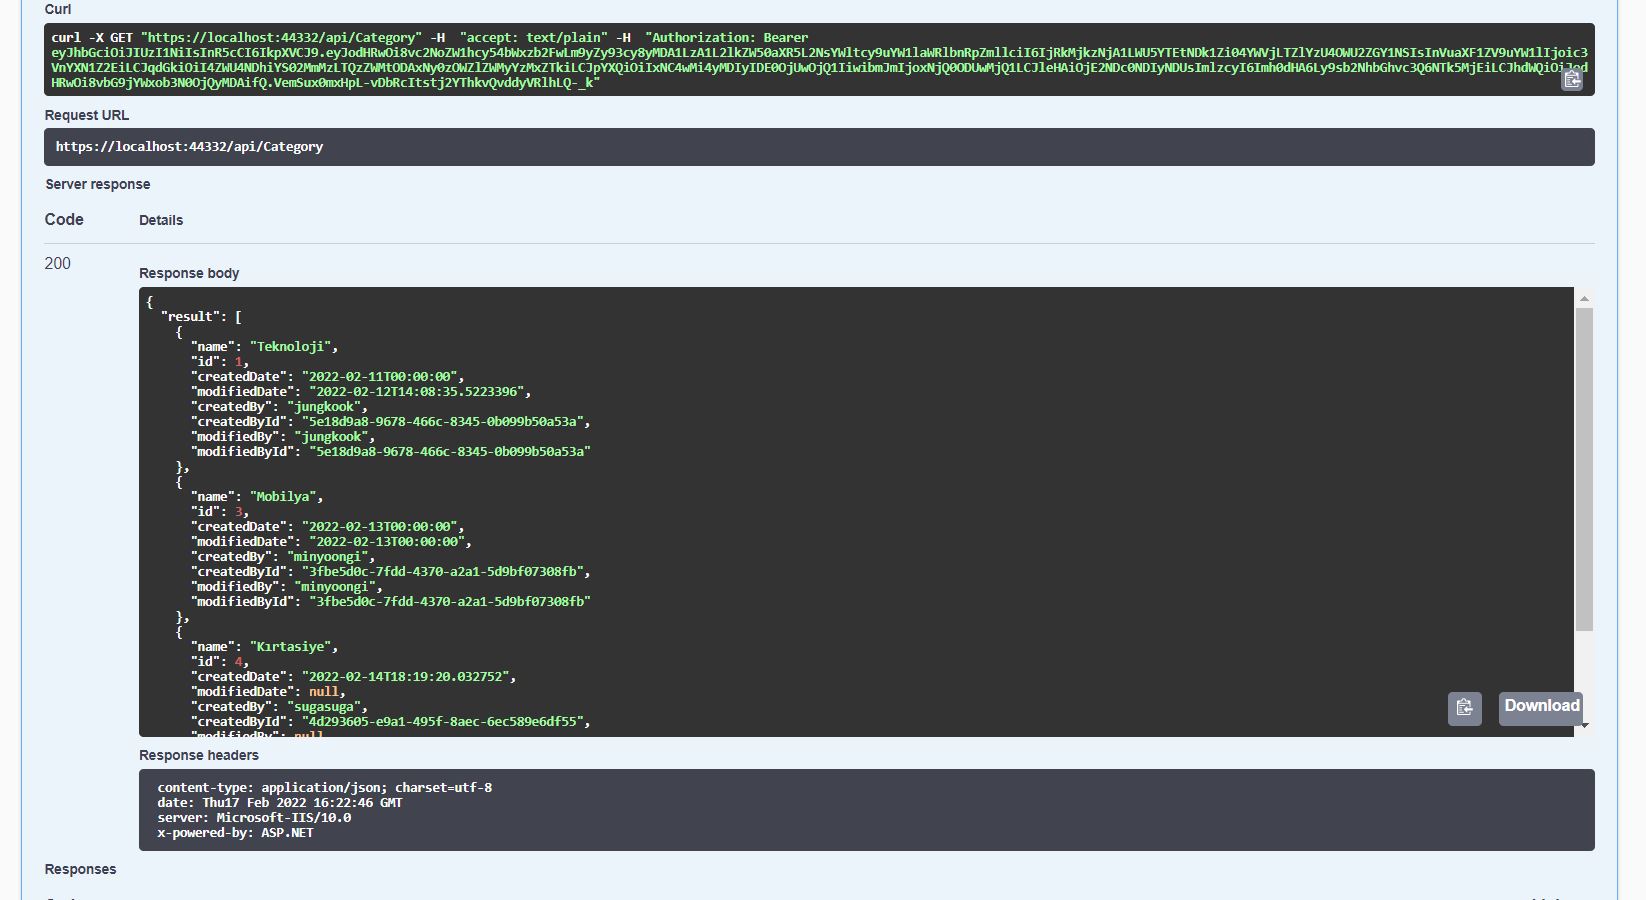 Curl
curl -X GET "https://localhost:44332/api/Category" -H  "accept: text/plain" -H  "Authorization: Bearer
Request URL
https://localhost:44332/api/Category
Server response
Code Details
200
Response body
{
"result": [
{
"name": "Teknoloji",
"id": 1,
"createdDate": "2022-02-11T00:00:00",
"modifiedDate": "2022-02-12T14:08:35.5223396",
"createdBy": "jungkook",
"createdById": "5e18d9a8-9678-466c-8345-0b099b50a53a",
"modifiedBy": "jungkook",
"modifiedById": "5e18d9a8-9678-466c-8345-0b099b50a53a"
},
{
"name": "Mobilya",
"id": 3,
"createdDate": "2022-02-13T00:00:00",
"modifiedDate": "2022-02-13T00:00:00",
"createdBy": "minyoongi",
"createdById": "3fbe5d0c-7fdd-4370-a2a1-5d9bf07308fb",
"modifiedBy": "minyoongi",
"modifiedById": "3fbe5d0c-7fdd-4370-a2a1-5d9bf07308fb"
},
{
"name": "Kırtasiye",
"id": 4,
"createdDate": "2022-02-14T18:19:20.032752",
"modifiedDate": null,
"createdBy": "sugasuga",
"createdById": "4d293605-e9a1-495f-8aec-6ec589e6df55",
"modifiedBy": null
Download
Response headers
content-type: application/json; charset=utf-8
date: Thu17 Feb 2022 16:22:46 GMT
server: Microsoft-IIS/10.0
x-powered-by: ASP.NET
Responses